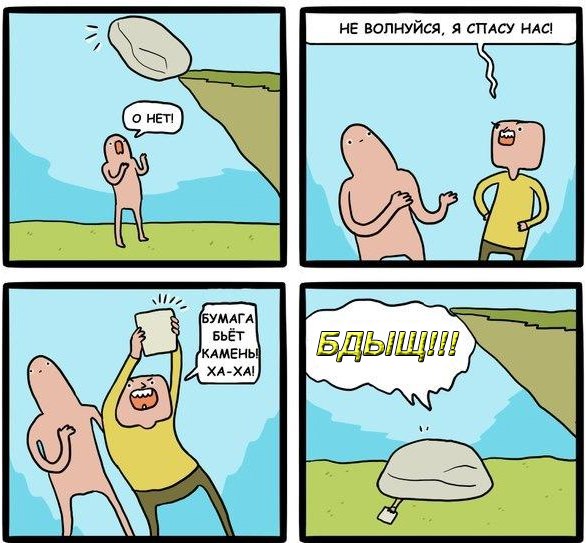 О НЕТ!
НЕ ВОЛНУЙСЯ, Я СПАСУ НАС!
БУМАГА
БЬЁТ
КАМЕНЬ!
ХА-ХА!
БДЫЩ!!!